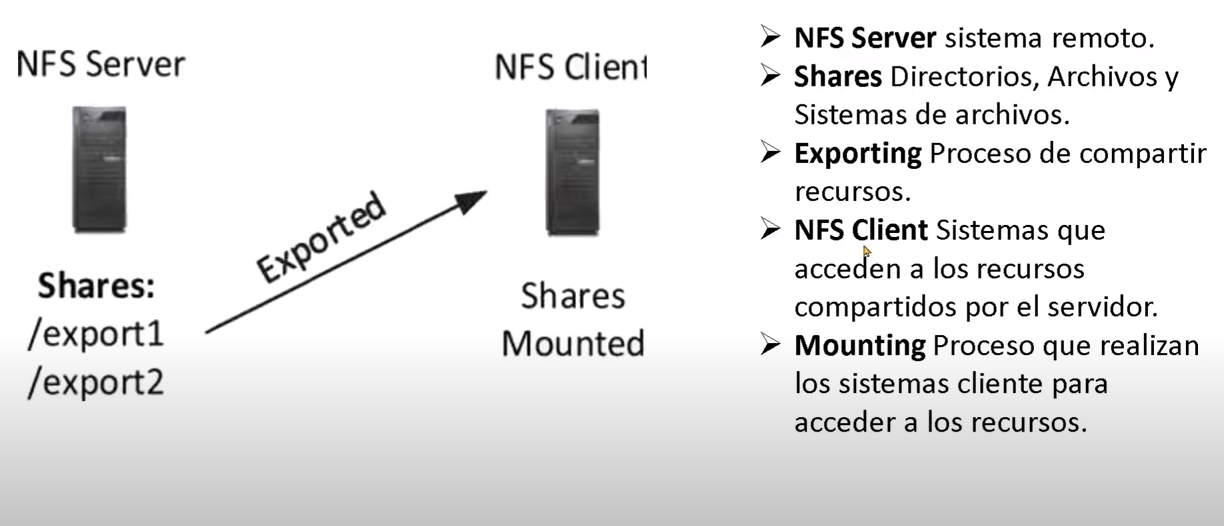 NFS Server
NFS Client
Exported
Shares:
/export1
/export2
Shares
Mounted
➢ NFS Server sistema remoto.
➢ Shares Directorios, Archivos y
Sistemas de archivos.
➢ Exporting Proceso de compartir
recursos.
➢ NFS Client Sistemas que
acceden a los recursos
compartidos por el servidor.
➢ Mounting Proceso que realizan
los sistemas cliente para
acceder a los recursos.